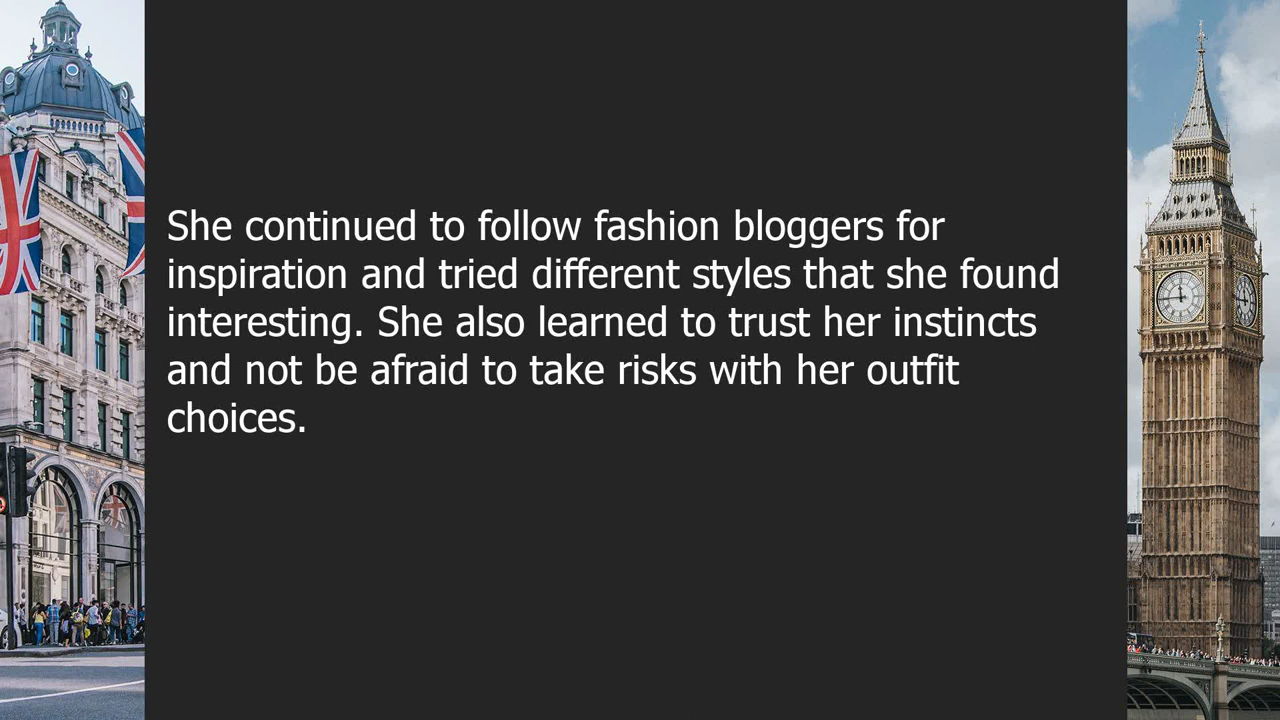 She continued to follow fashion bloggers for
inspiration and tried different styles that she found
interesting. She also learned to trust her instincts
and not be afraid to take risks with her outfit
choices.